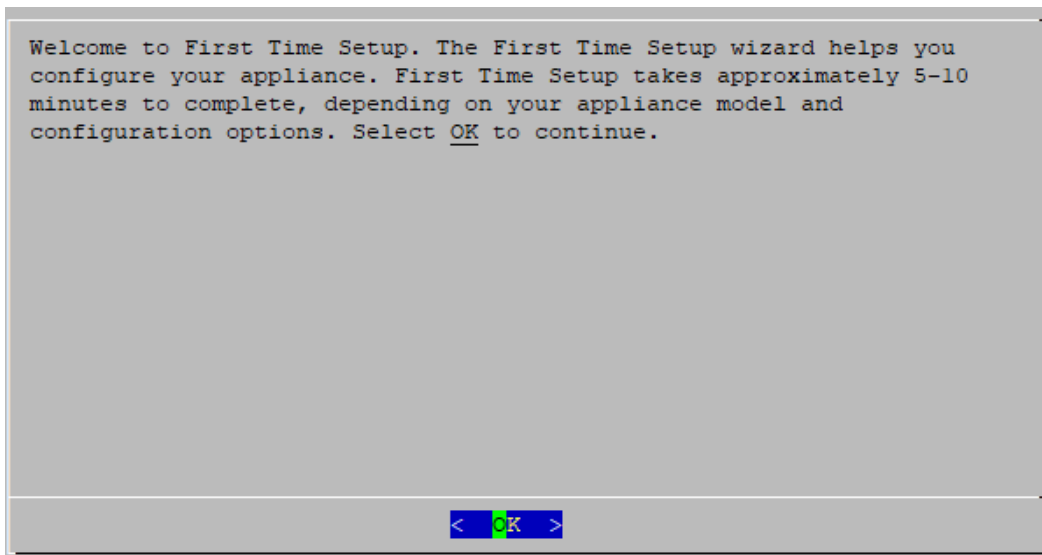 Welcome to First Time Setup. The First Time Setup wizard helps you
configure your appliance. First Time Setup takes approximately 5-10
minutes to complete, depending on your appliance model and
configuration options. Select OK to continue.
< OK >